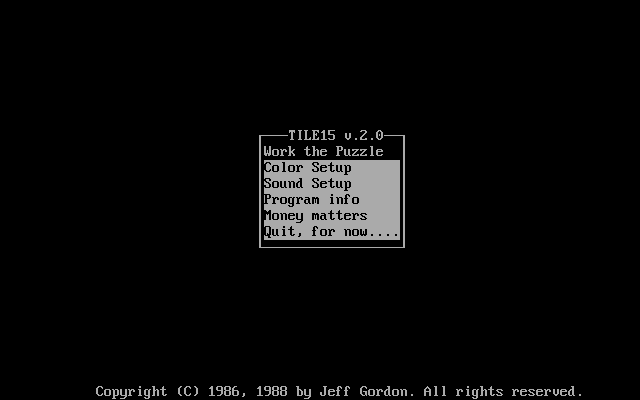 TILE15 v.2.0
Work the Puzzle
Color Setup
Sound Setup
Program info
Money matters
Quit, for now....
Copyright (C) 1986, 1988 by Jeff Gordon. All rights reserved.